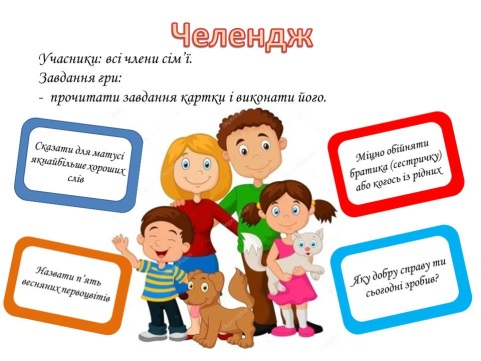 Челендж
Учасники: всі члени сім’ї.
Завдання гри:
- прочитати завдання картки і виконати його.
Сказати для матусі
якнайбільше хороших
слів
Міцно обійняти
братика (сестричку)
або когось із рідних
Назвати п’ять
весняних первоцвітів
Яку добру справу ти
сьогодні зробив?